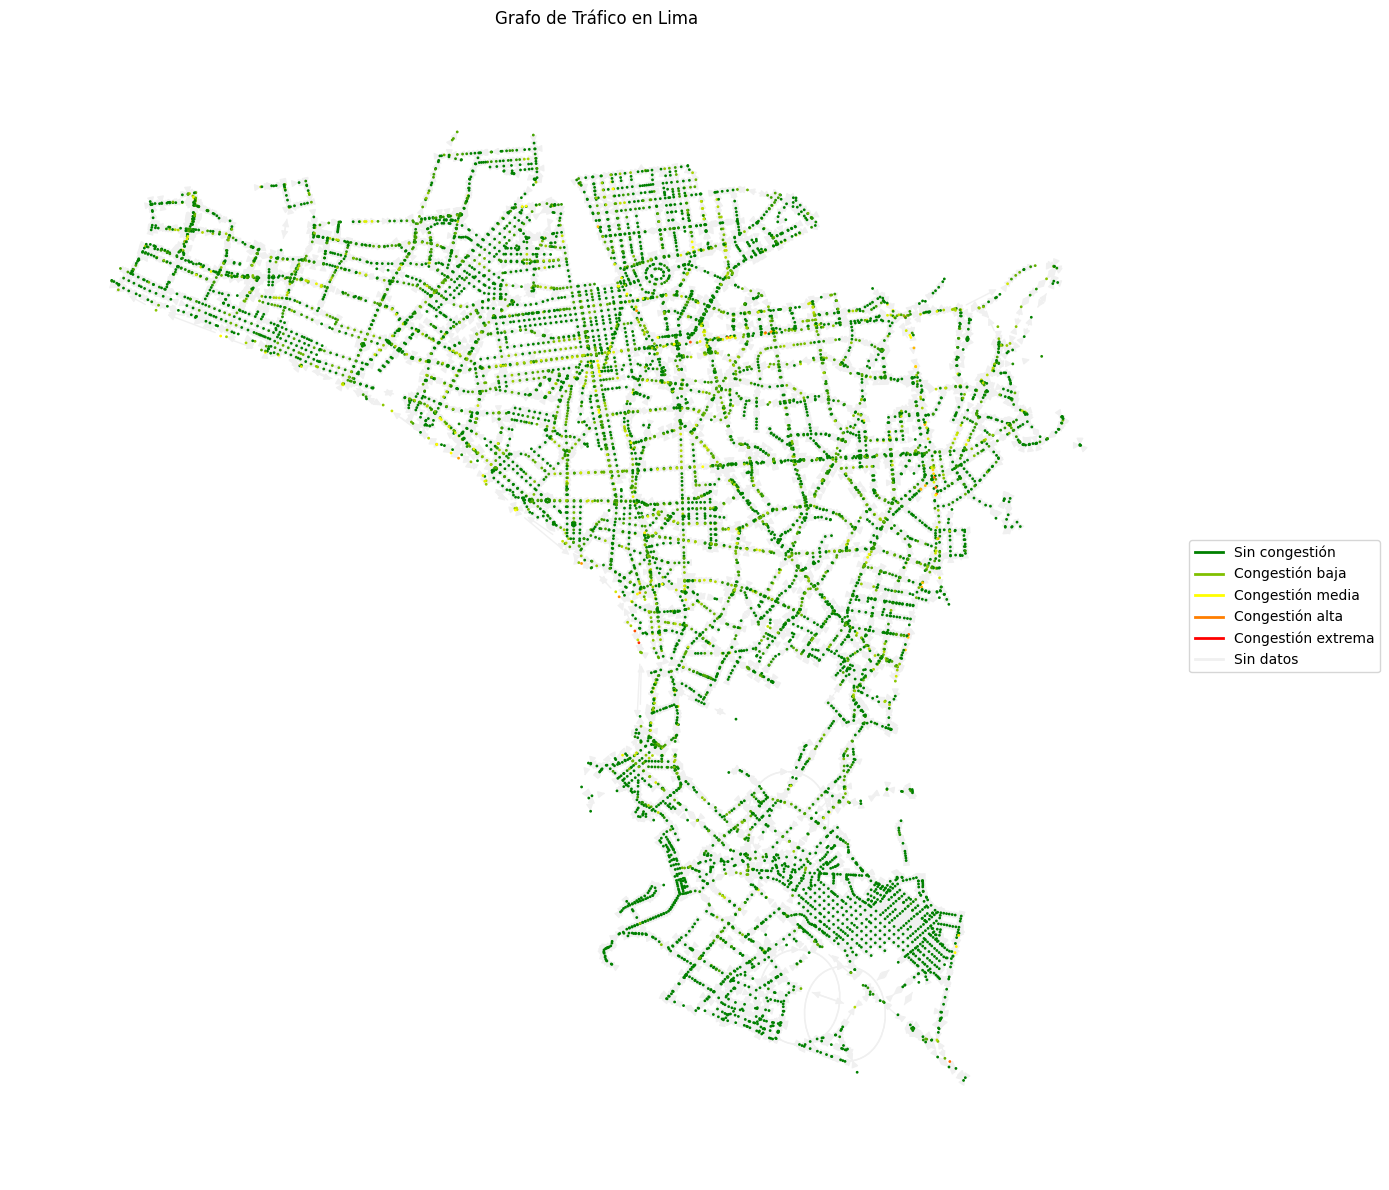 Grafo de Tráfico en Lima
Sin congestión
Congestión baja
Congestión media
Congestión alta
Congestión extrema
Sin datos